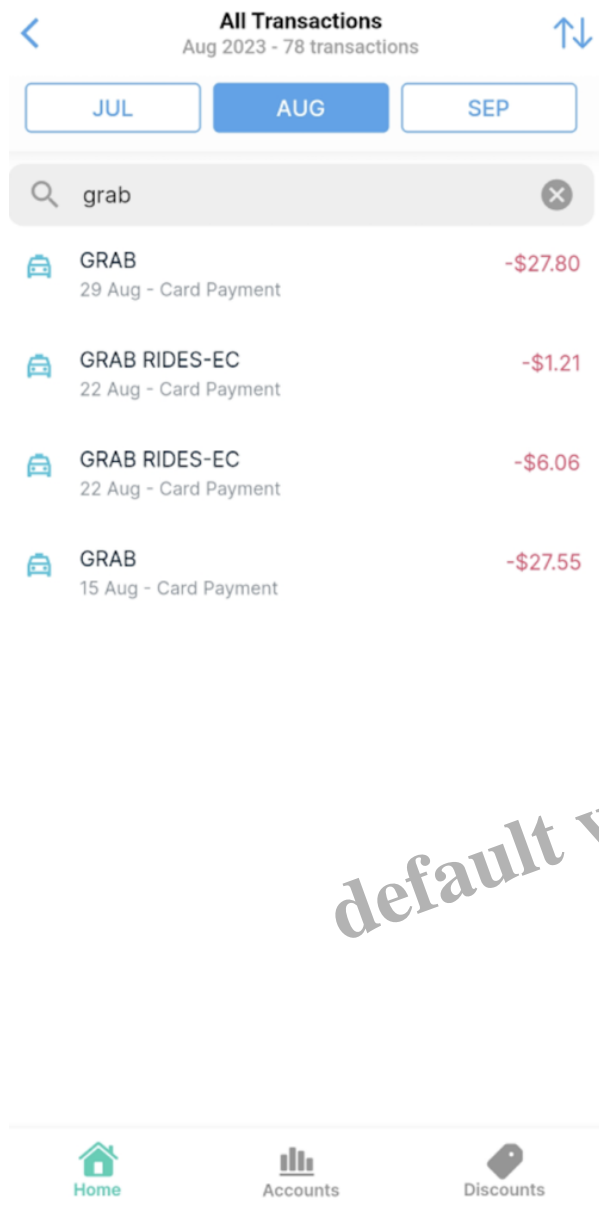 All Transactions
Aug 2023 - 78 transactions
JUL AUG SEP
grab
GRAB -$27.80
29 Aug - Card Payment
GRAB RIDES-EC -$1.21
22 Aug - Card Payment
GRAB RIDES-EC -$6.06
22 Aug - Card Payment
GRAB -$27.55
15 Aug - Card Payment
default
Home Accounts Discounts